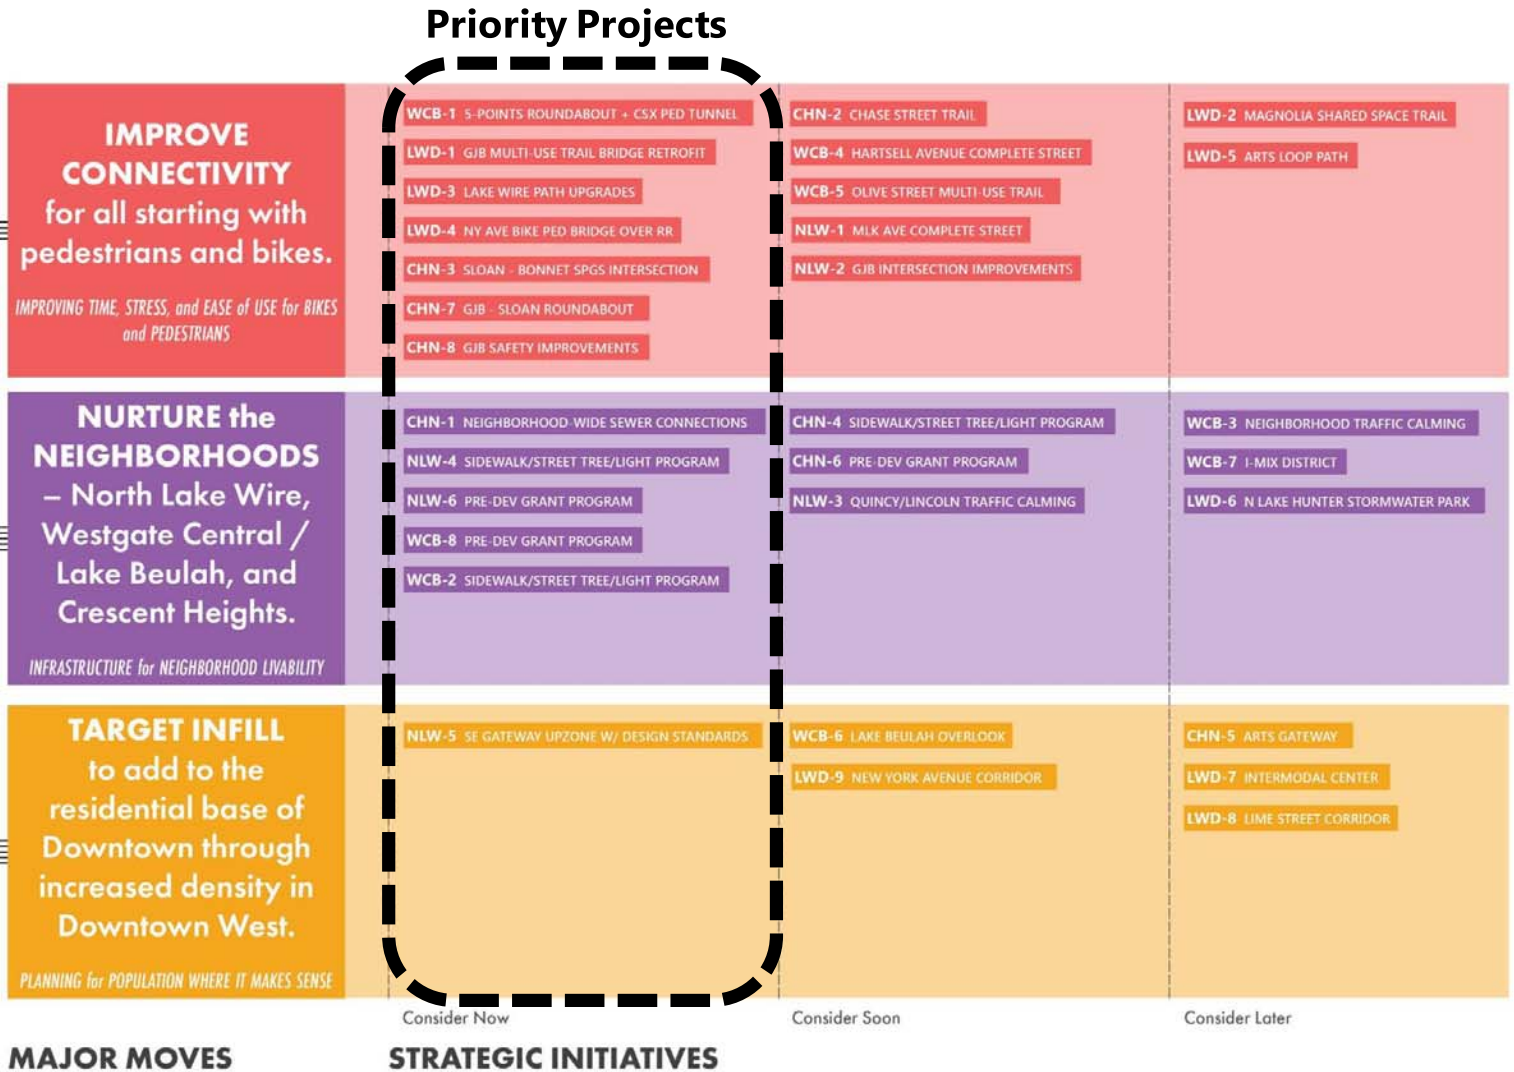 Priority Projects
IMPROVE
CONNECTIVITY
for all starting with
pedestrians and bikes.
IMPROVING TIME, STRESS, and EASE of USE for BIKES
and PEDESTRIANS
WCB-1 5-POINTS ROUNDABOUT + CSX PED TUNNEL
LWD-1 GJB MULTI-USE TRAIL BRIDGE RETROFIT
LWD-3 LAKE WIRE PATH UPGRADES
LWD-4 NY AVE BIKE PED BRIDGE OVER RR
CHN-3 SLOAN - BONNET SPGS INTERSECTION
CHN-7 GJB - SLOAN ROUNDABOUT
CHN-8 GJB SAFETY IMPROVEMENTS
CHN-2 CHASE STREET TRAIL
WCB-4 HARTSELL AVENUE COMPLETE STREET
WCB-5 OLIVE STREET MULTI-USE TRAIL
NLW-1 MLK AVE COMPLETE STREET
NLW-2 GJB INTERSECTION IMPROVEMENTS
LWD-2 MAGNOLIA SHARED SPACE TRAIL
LWD-5 ARTS LOOP PATH
NURTURE the
NEIGHBORHOODS
– North Lake Wire,
Westgate Central /
Lake Beulah, and
Crescent Heights.
INFRASTRUCTURE for NEIGHBORHOOD LIVABILITY
CHN-1 NEIGHBORHOOD-WIDE SEWER CONNECTIONS
NLW-4 SIDEWALK/STREET TREE/LIGHT PROGRAM
NLW-6 PRE-DEV GRANT PROGRAM
WCB-8 PRE-DEV GRANT PROGRAM
WCB-2 SIDEWALK/STREET TREE/LIGHT PROGRAM
CHN-4 SIDEWALK/STREET TREE/LIGHT PROGRAM
CHN-6 PRE-DEV GRANT PROGRAM
NLW-3 QUINCY/LINCOLN TRAFFIC CALMING
WCB-3 NEIGHBORHOOD TRAFFIC CALMING
WCB-7 I-MIX DISTRICT
LWD-6 N LAKE HUNTER STORMWATER PARK
TARGET INFILL
to add to the
residential base of
Downtown through
increased density in
Downtown West.
PLANNING for POPULATION WHERE IT MAKES SENSE
NLW-5 SE GATEWAY UPZONE W/ DESIGN STANDARDS
WCB-6 LAKE BEULAH OVERLOOK
LWD-9 NEW YORK AVENUE CORRIDOR
CHN-5 ARTS GATEWAY
LWD-7 INTERMODAL CENTER
LWD-8 LIME STREET CORRIDOR
Consider Now
Consider Soon
Consider Later
MAJOR MOVES
STRATEGIC INITIATIVES